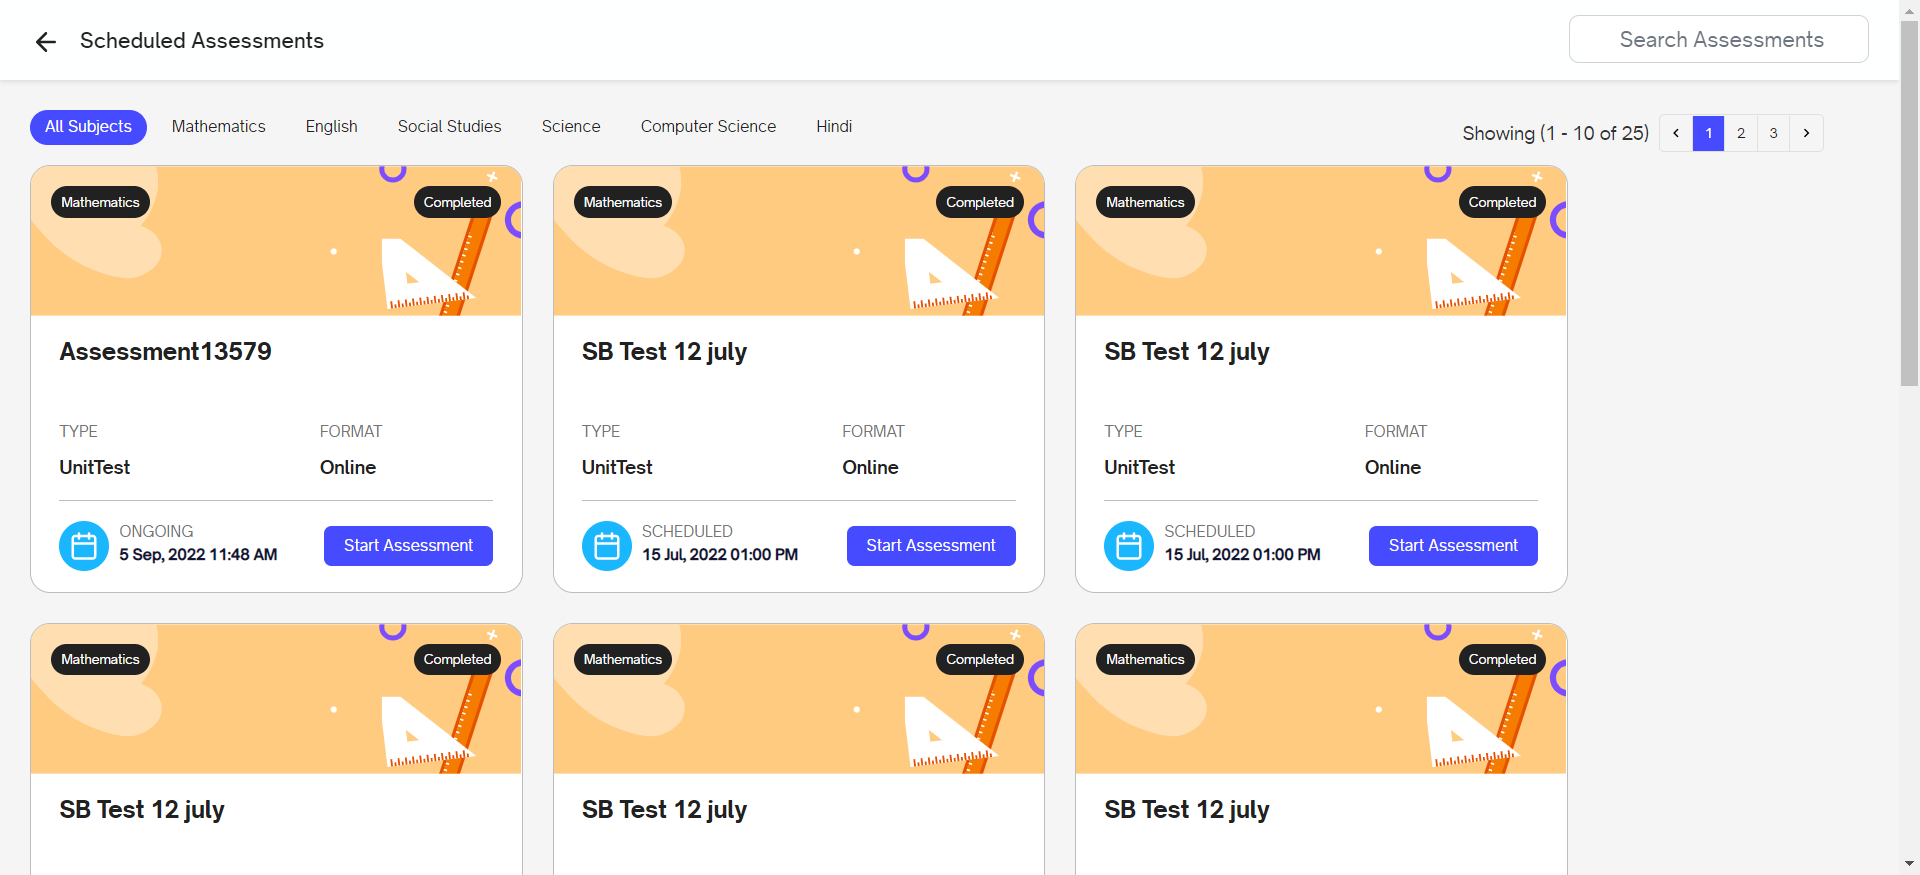 Scheduled Assessments
Search Assessments
All Subjects Mathematics English Social Studies Science Computer Science Hindi
Showing (1 - 10 of 25) ‹ 1 2 3 ›
Mathematics Completed
Assessment13579
TYPE FORMAT
UnitTest Online
ONGOING
5 Sep, 2022 11:48 AM
Start Assessment
Mathematics Completed
SB Test 12 july
TYPE FORMAT
UnitTest Online
SCHEDULED
15 Jul, 2022 01:00 PM
Start Assessment
Mathematics Completed
SB Test 12 july
TYPE FORMAT
UnitTest Online
SCHEDULED
15 Jul, 2022 01:00 PM
Start Assessment
Mathematics Completed
SB Test 12 july
Mathematics Completed
SB Test 12 july
Mathematics Completed
SB Test 12 july